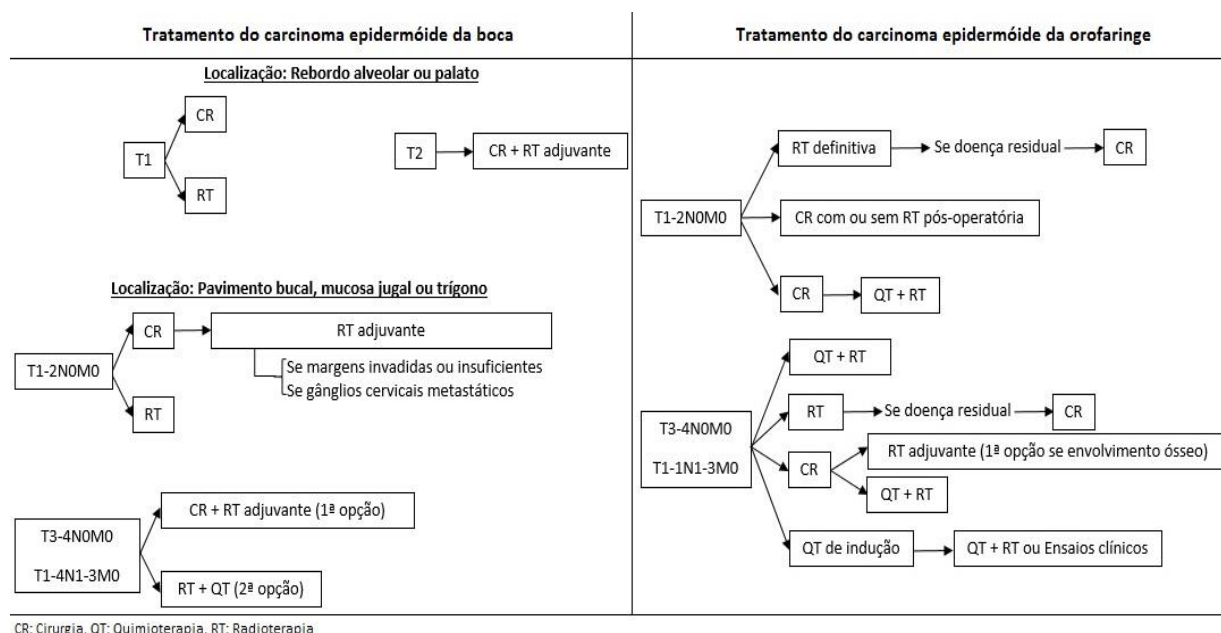 Tratamento do carcinoma epidermóide da boca
Localização: Rebordo alveolar ou palato
T1
CR
RT
T2
CR + RT adjuvante
Localização: Pavimento bucal, mucosa jugal ou trígono
T1-2N0M0
CR
RT adjuvante
Se margens invadidas ou insuficientes
Se gânglios cervicais metastáticos
RT
T3-4N0M0
T1-4N1-3M0
CR + RT adjuvante (1ª opção)
RT + QT (2ª opção)
Tratamento do carcinoma epidermóide da orofaringe
T1-2N0M0
RT definitiva
Se doença residual
CR
CR com ou sem RT pós-operatória
CR
QT + RT
T3-4N0M0
T1-1N1-3M0
QT + RT
RT
Se doença residual
CR
CR
RT adjuvante (1ª opção se envolvimento ósseo)
QT + RT
QT de indução
QT + RT ou Ensaios clínicos
CR: Cirurgia, QT: Quimioterapia, RT: Radioterapia